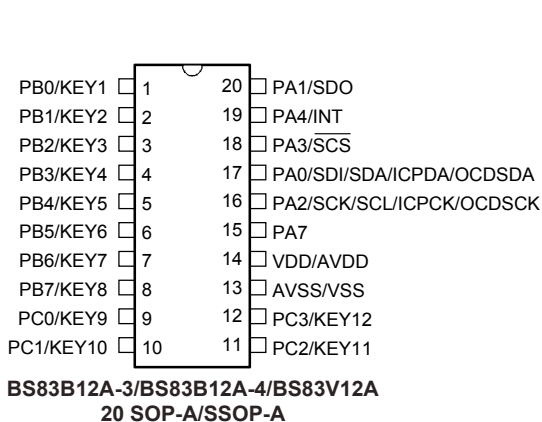 PB0/KEY1 1 20 PA1/SDO
PB1/KEY2 2 19 PA4/INT
PB2/KEY3 3 18 PA3/SCS
PB3/KEY4 4 17 PA0/SDI/SDA/ICPDA/OCDSDA
PB4/KEY5 5 16 PA2/SCK/SCL/ICPCK/OCDSCK
PB5/KEY6 6 15 PA7
PB6/KEY7 7 14 VDD/AVDD
PB7/KEY8 8 13 AVSS/VSS
PC0/KEY9 9 12 PC3/KEY12
PC1/KEY10 10 11 PC2/KEY11
BS83B12A-3/BS83B12A-4/BS83V12A
20 SOP-A/SSOP-A